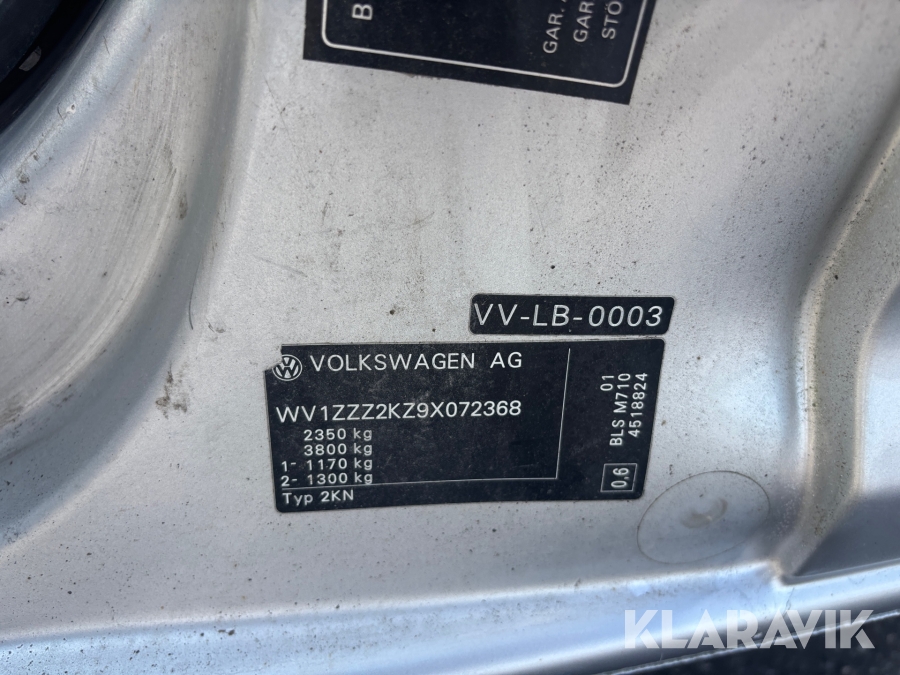 B
GAR.
GAR
STÖ
VV-LB-0003
VOLKSWAGEN AG
WV1ZZZ2KZ9X072368
2350 kg
3800 kg
1- 1170 kg
2- 1300 kg
Typ 2KN
01
BLS M710
4518824
0,6
KLARAVIK